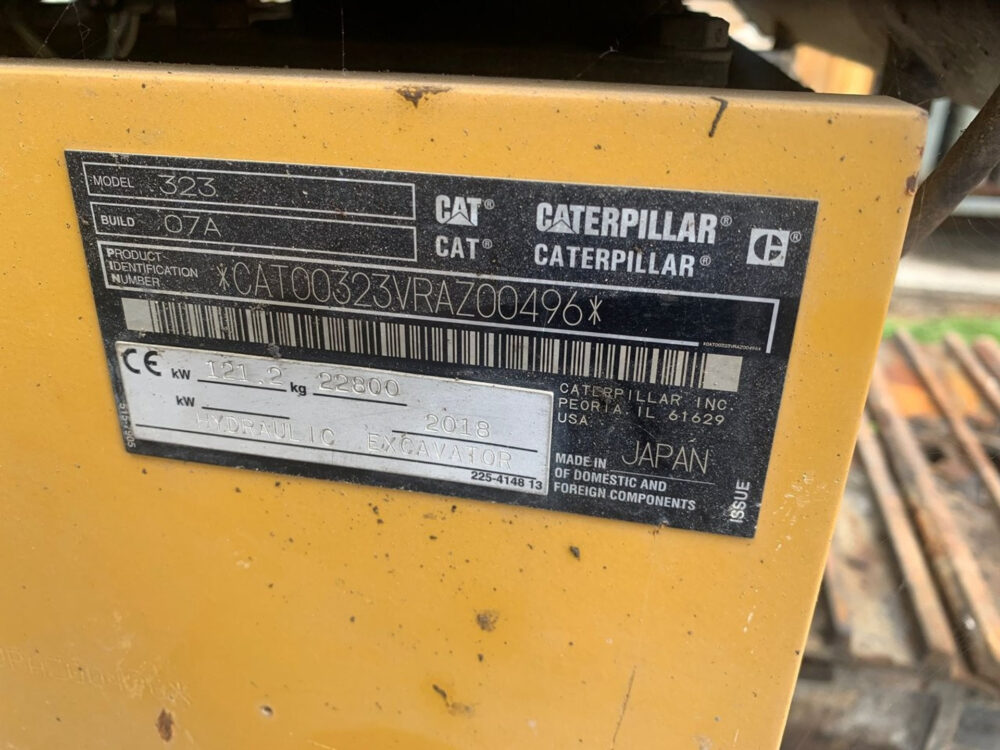 MODEL 323
BUILD 07A
CAT® CATERPILLAR®
CAT® CATERPILLAR®
PRODUCT IDENTIFICATION NUMBER *CAT00323VRAZ00496*
*CAT00323VRAZ00496*
CE kW 121.2 kg 22800
kW 2018
HYDRAULIC EXCAVATOR
225-4148 13
CATERPILLAR INC.
PEORIA IL 61629
USA
MADE IN JAPAN
OF DOMESTIC AND
FOREIGN COMPONENTS
ISSUE